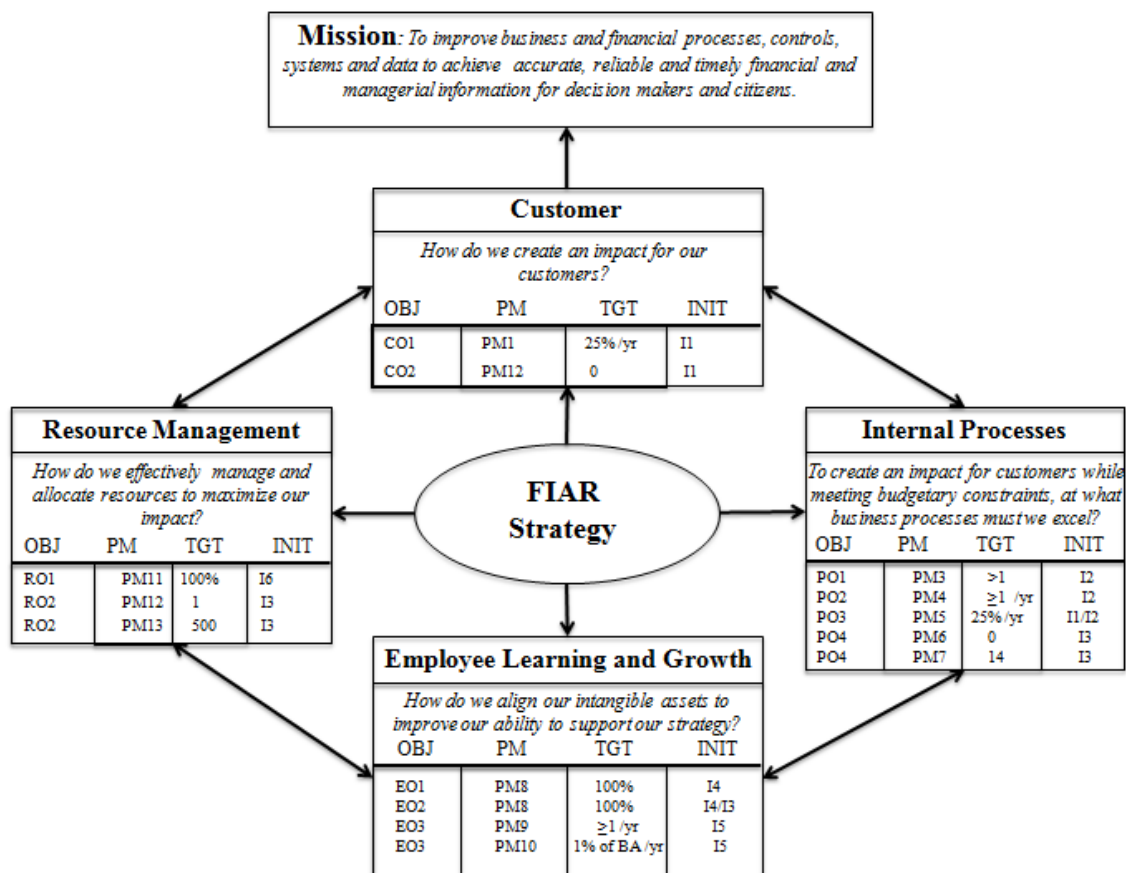 Mission: To improve business and financial processes, controls,
systems and data to achieve accurate, reliable and timely financial and
managerial information for decision makers and citizens.
Customer
How do we create an impact for our
customers?
OBJ PM TGT INIT
CO1 PM1 25%/yr I1
CO2 PM12 0 I1
Resource Management
How do we effectively manage and
allocate resources to maximize our
impact?
OBJ PM TGT INIT
RO1 PM11 100% I6
RO2 PM12 1 I3
RO2 PM13 500 I3
FIAR
Strategy
Internal Processes
To create an impact for customers while
meeting budgetary constraints, at what
business processes must we excel?
OBJ PM TGT INIT
PO1 PM3 >1 I2
PO2 PM4 ≥1 /yr I2
PO3 PM5 25%/yr I1/I2
PO4 PM6 0 I3
PO4 PM7 14 I3
Employee Learning and Growth
How do we align our intangible assets to
improve our ability to support our strategy?
OBJ PM TGT INIT
EO1 PM8 100% I4
EO2 PM8 100% I4/I3
EO3 PM9 ≥1/yr I5
EO3 PM10 1% of BA/yr I5